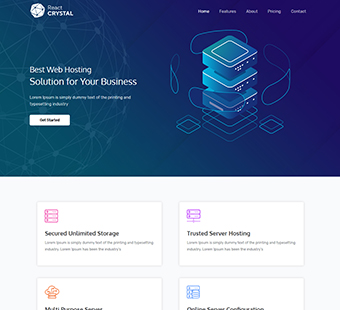 React
CRYSTAL
Home Features About Pricing Contact
Best Web Hosting
Solution for Your Business
Lorem Ipsum is simply dummy text of the printing and
typesetting industry
Get Started
Secured Unlimited Storage
Lorem Ipsum is simply dummy text of the printing and typesetting
industry. Lorem Ipsum has been the industry's
Trusted Server Hosting
Lorem Ipsum is simply dummy text of the printing and typesetting
industry. Lorem Ipsum has been the industry's
Multi Purpose Server
Online Server Configuration